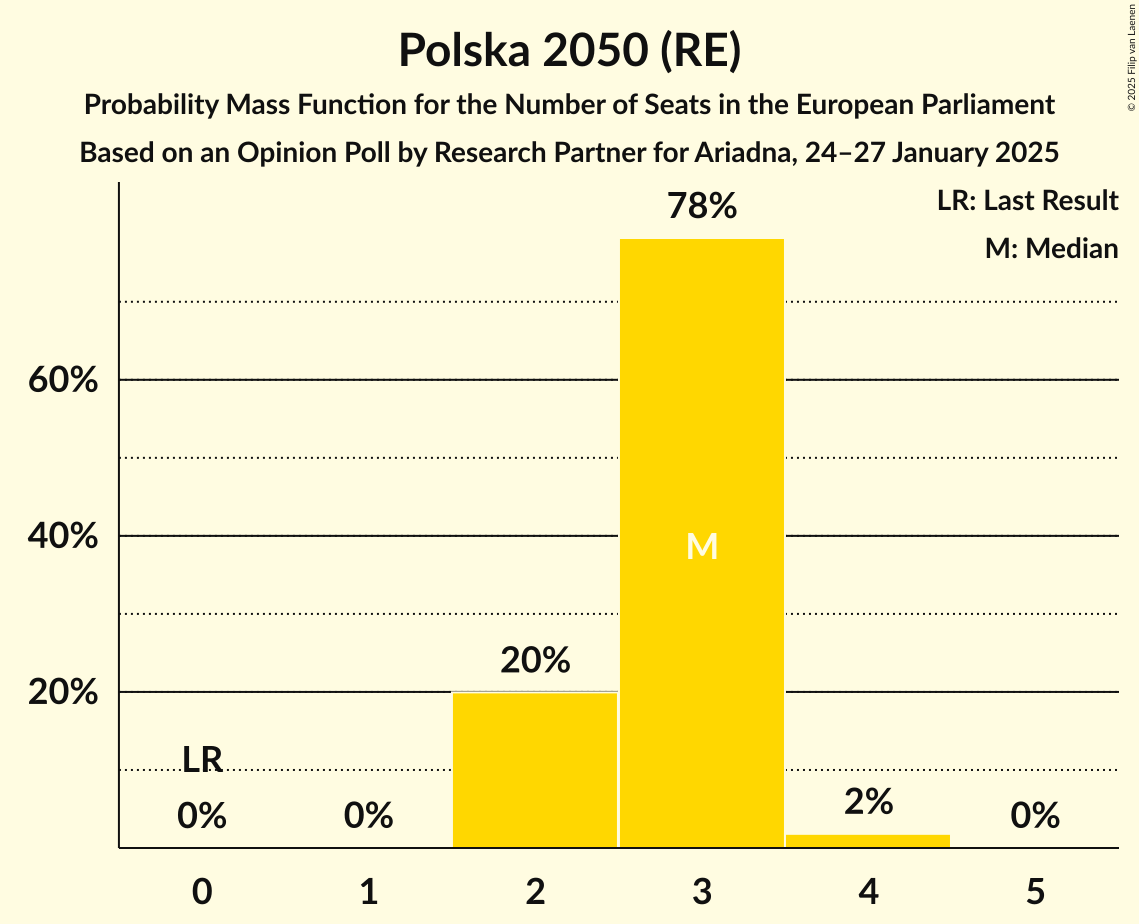 Polska 2050 (RE)
Probability Mass Function for the Number of Seats in the European Parliament
Based on an Opinion Poll by Research Partner for Ariadna, 24–27 January 2025
© 2025 Filip van Laenen
LR: Last Result
M: Median
78%
60%
40%
M
20%
20%
LR
0%
0%
2%
0%
0
1
2
3
4
5